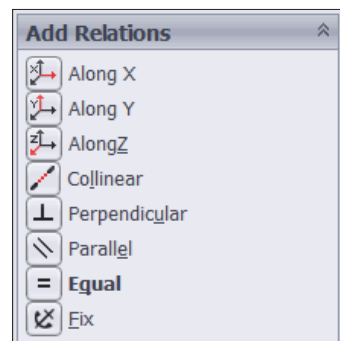 Add Relations
Along X
Along Y
AlongZ
Collinear
Perpendicular
Parallel
Equal
Fix